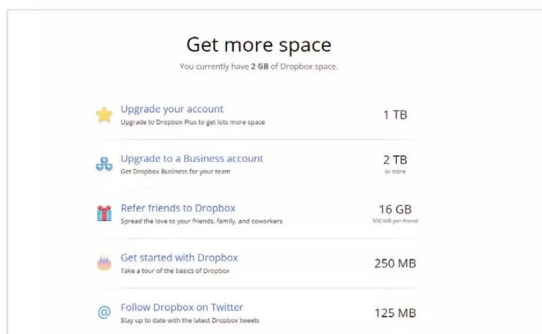 Get more space
You currently have 2 GB of Dropbox space.
Upgrade your account
Upgrade to Dropbox Plus to get lots more space
1 TB
Upgrade to a Business account
Get Dropbox Business for your team
2 TB
or more
Refer friends to Dropbox
Spread the love to your friends, family, and coworkers
16 GB
500 MB per friend
Get started with Dropbox
Take a tour of the basics of Dropbox
250 MB
Follow Dropbox on Twitter
Stay up to date with the latest Dropbox tweets
125 MB